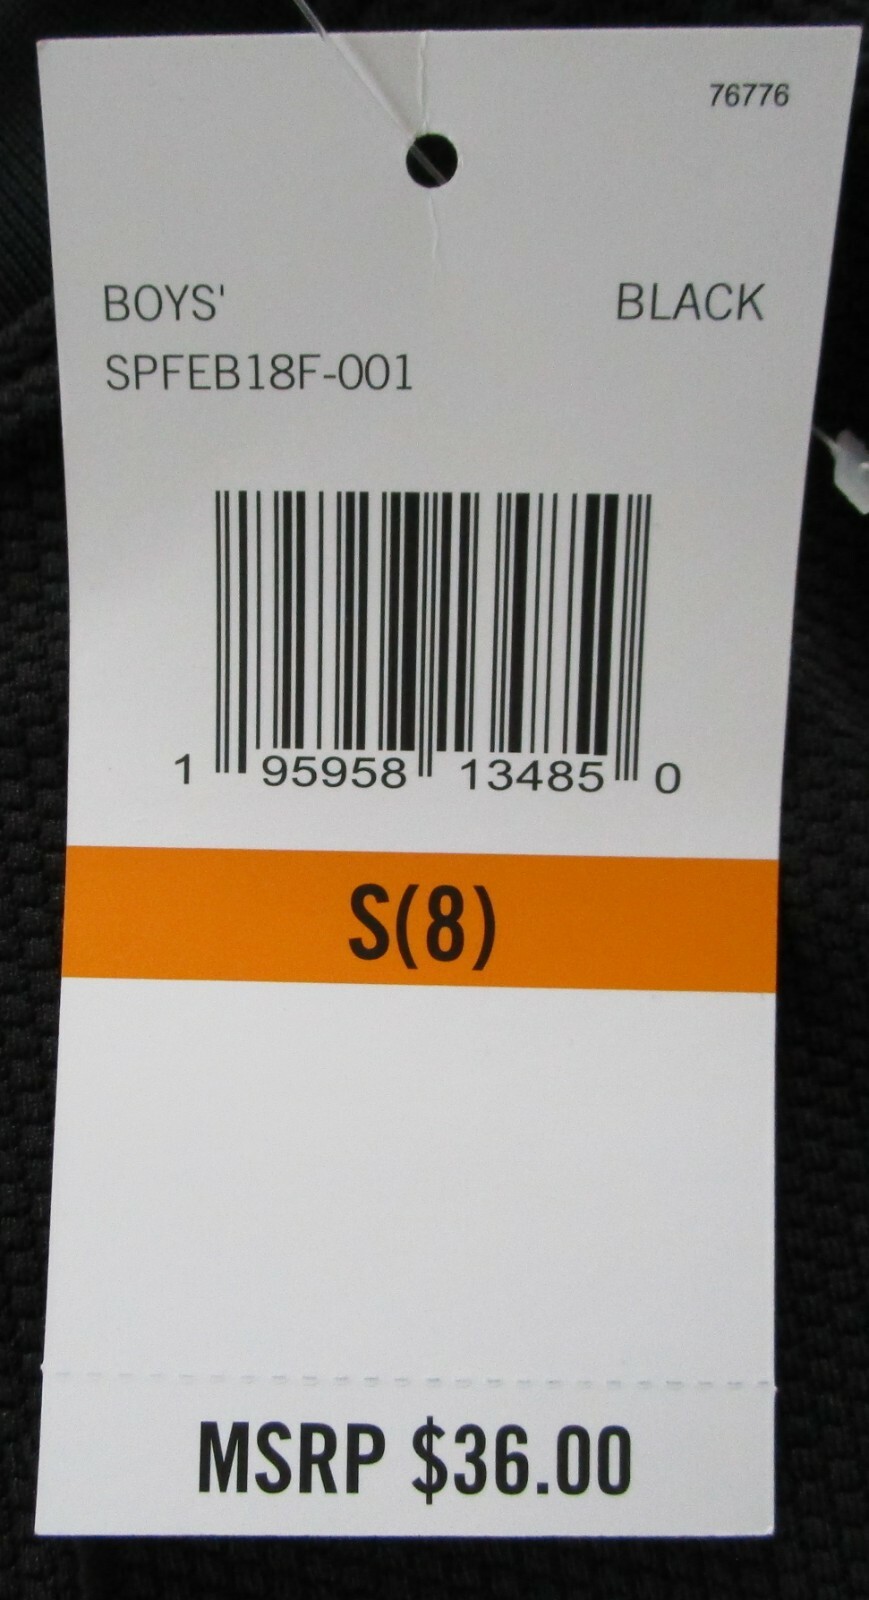 76776
BOYS' BLACK
SPFEB18F-001
1 95958 13485 0
S(8)
MSRP $36.00